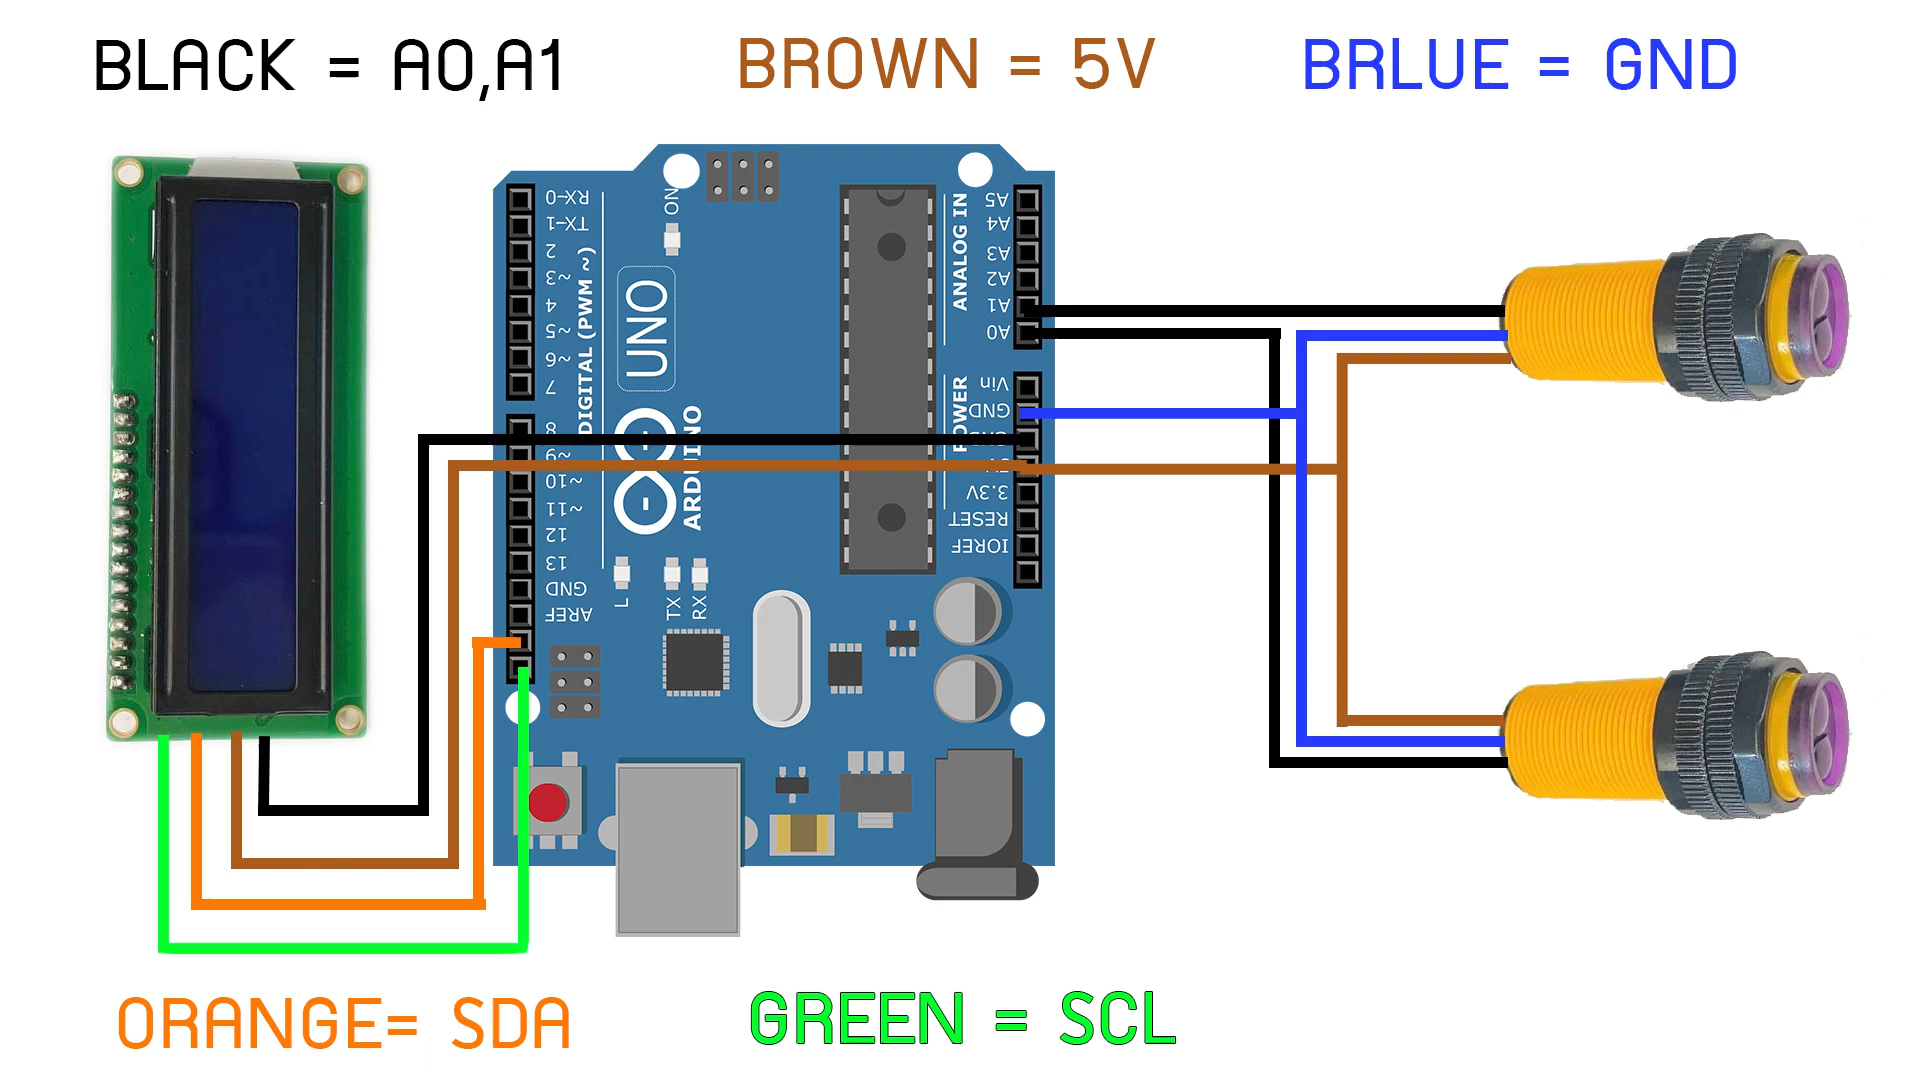 BLACK = A0,A1
BROWN = 5V
BRLUE = GND
RX-0
TX-1
2
3~
4
5~
6~
7
8
9~
10~
11~
12
13
GND
AREF
DIGITAL (PWM ~)
ON
UNO
ARDUINO
L
TX
RX
ANALOG IN
A5
A4
A3
A2
A1
A0
POWER
Vin
GND
GND
5V
3.3V
RESET
IOREF
ORANGE= SDA
GREEN = SCL